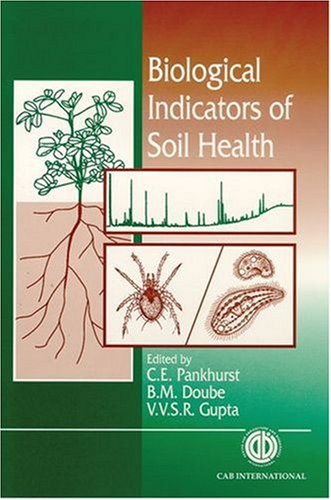 Biological
Indicators of
Soil Health
Edited by
C.E. Pankhurst
B.M. Doube
V.V.S.R. Gupta
CAB INTERNATIONAL